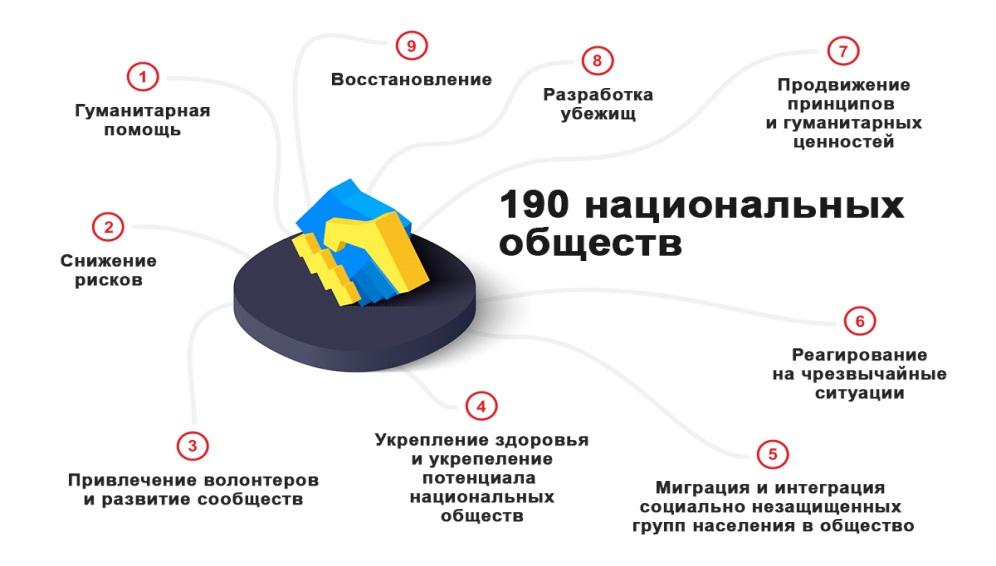 190 национальных
обществ
1
Гуманитарная
помощь
2
Снижение
рисков
3
Привлечение волонтеров
и развитие сообществ
4
Укрепление здоровья
и укрепеление
потенциала
национальных
обществ
5
Миграция и интеграция
социально незащищенных
групп населения в общество
6
Реагирование
на чрезвычайные
ситуации
7
Продвижение
принципов
и гуманитарных
ценностей
8
Разработка
убежищ
9
Восстановление